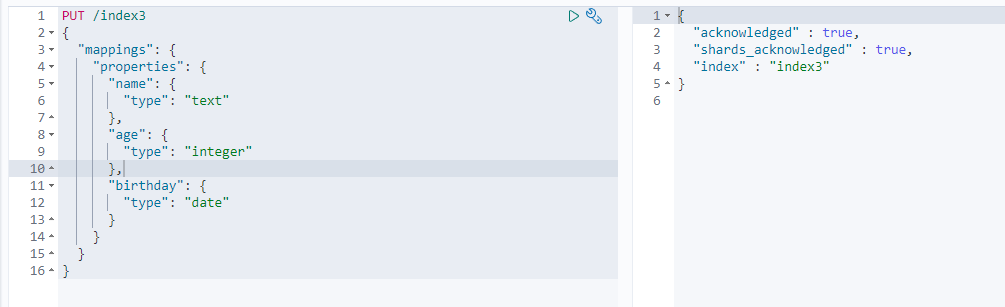 1 PUT /index3
2 {
3 "mappings": {
4 "properties": {
5 "name": {
6 "type": "text"
7 },
8 "age": {
9 "type": "integer"
10 },
11 "birthday": {
12 "type": "date"
13 }
14 }
15 }
16 }
1 {
2 "acknowledged" : true,
3 "shards_acknowledged" : true,
4 "index" : "index3"
5 }
6